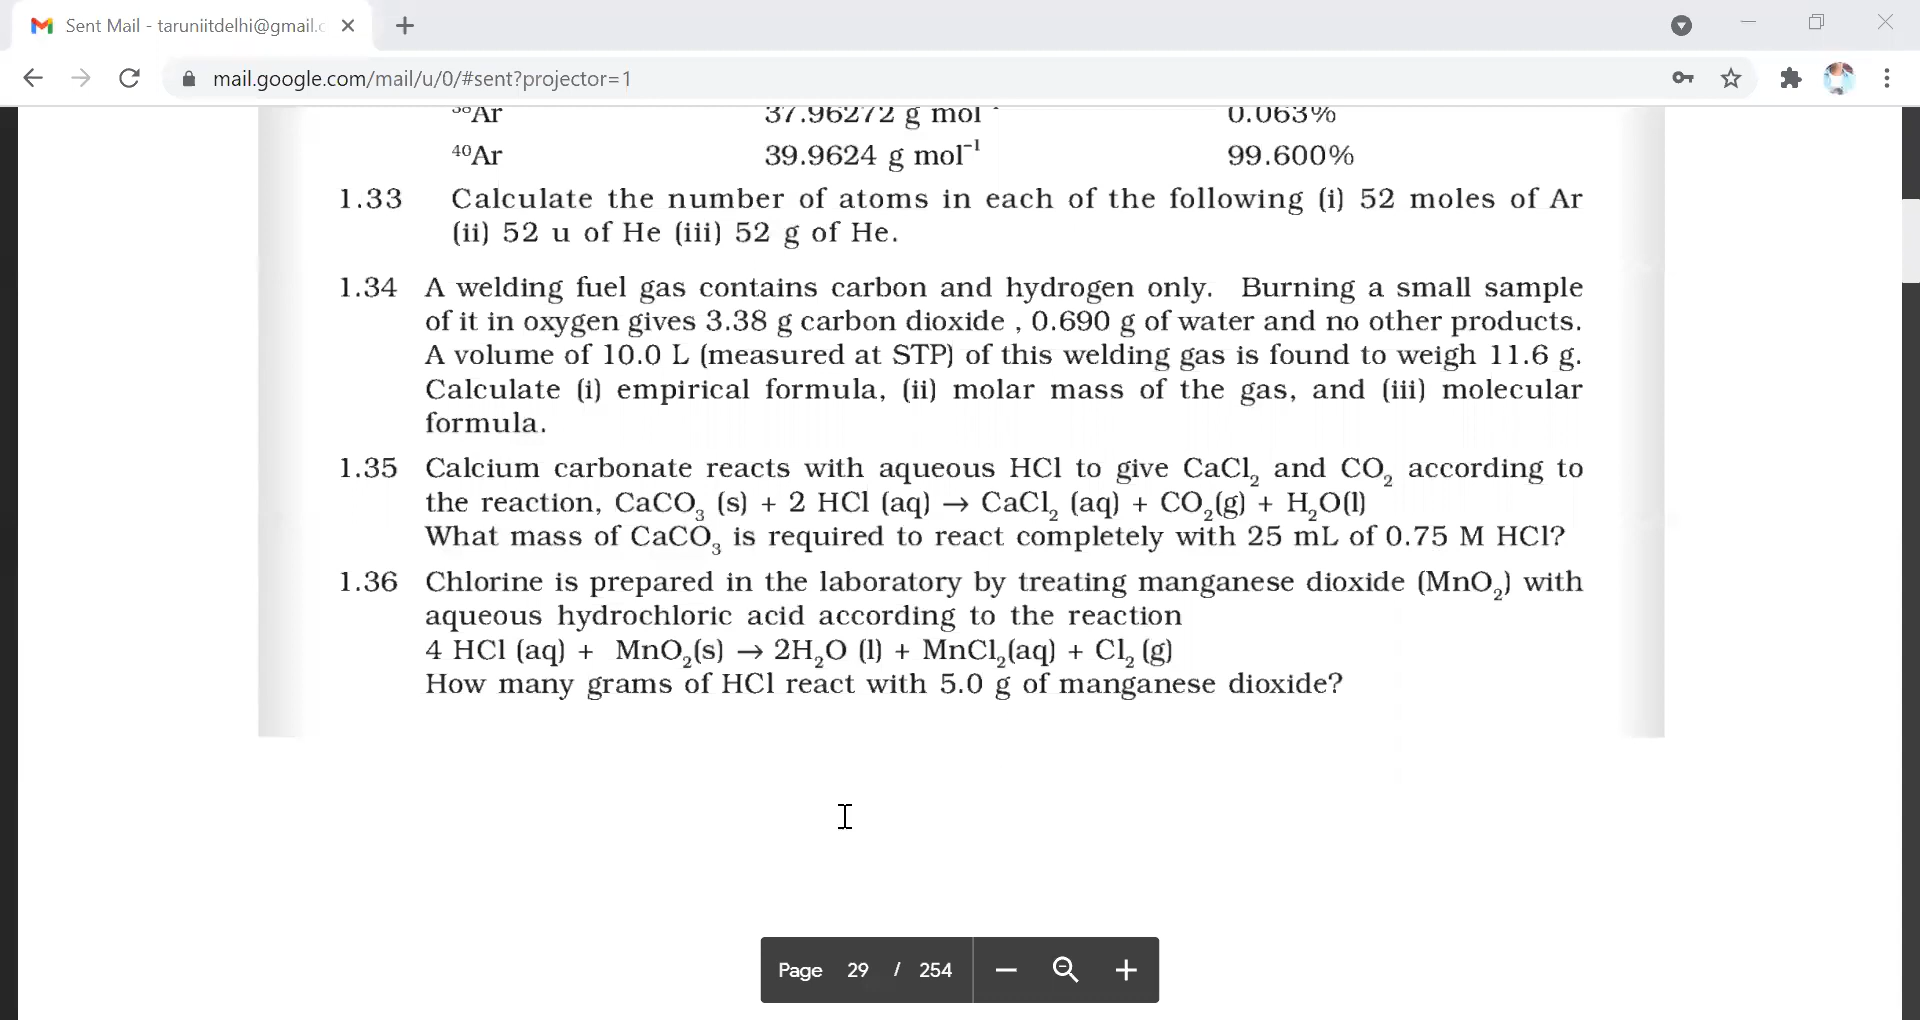 Sent Mail - taruniitdelhi@gmail.c
mail.google.com/mail/u/0/#sent?projector=1
³⁸Ar 37.96272 g mol⁻¹ 0.063%
⁴⁰Ar 39.9624 g mol⁻¹ 99.600%
1.33 Calculate the number of atoms in each of the following (i) 52 moles of Ar
(ii) 52 u of He (iii) 52 g of He.
1.34 A welding fuel gas contains carbon and hydrogen only. Burning a small sample
of it in oxygen gives 3.38 g carbon dioxide , 0.690 g of water and no other products.
A volume of 10.0 L (measured at STP) of this welding gas is found to weigh 11.6 g.
Calculate (i) empirical formula, (ii) molar mass of the gas, and (iii) molecular
formula.
1.35 Calcium carbonate reacts with aqueous HCl to give CaCl₂ and CO₂ according to
the reaction, CaCO₃ (s) + 2 HCl (aq) → CaCl₂ (aq) + CO₂(g) + H₂O(l)
What mass of CaCO₃ is required to react completely with 25 mL of 0.75 M HCl?
1.36 Chlorine is prepared in the laboratory by treating manganese dioxide (MnO₂) with
aqueous hydrochloric acid according to the reaction
4 HCl (aq) + MnO₂(s) → 2H₂O (l) + MnCl₂(aq) + Cl₂ (g)
How many grams of HCl react with 5.0 g of manganese dioxide?
Page 29 / 254